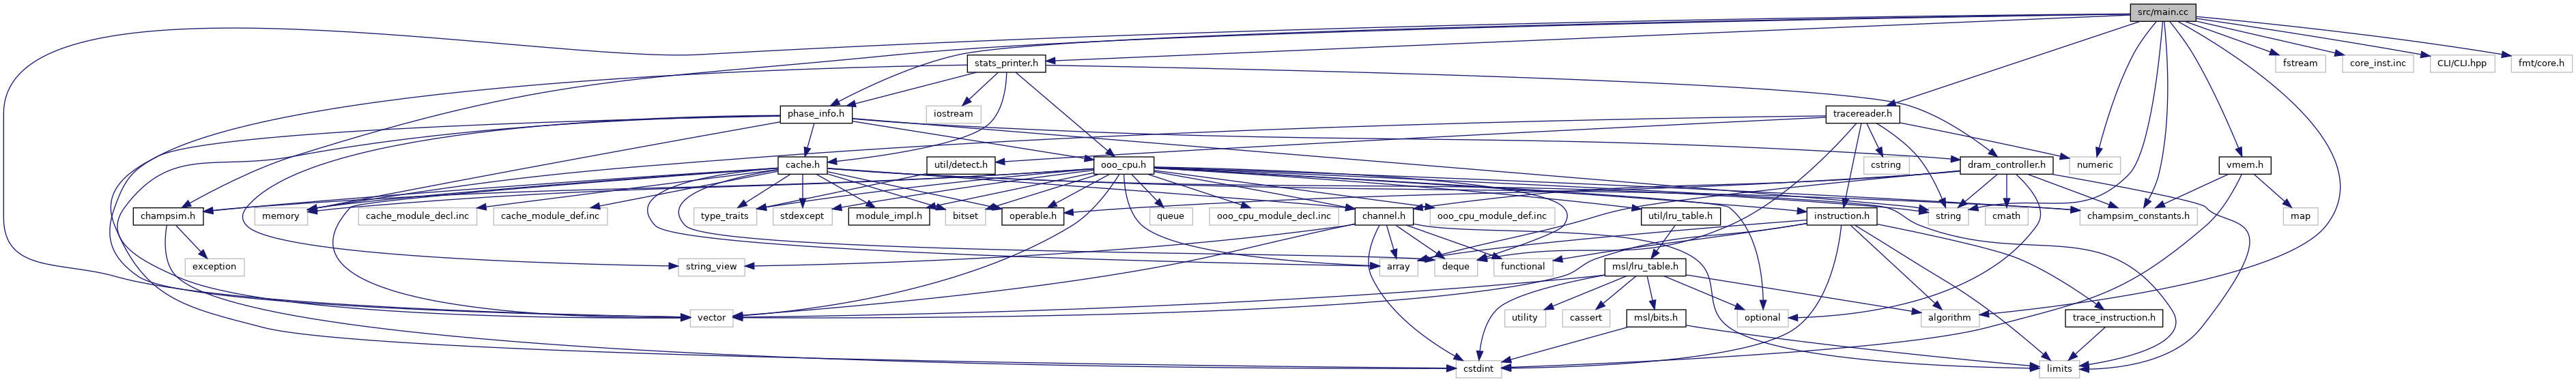 src/main.cc
stats_printer.h
fstream
core_inst.inc
CLI/CLI.hpp
fmt/core.h
phase_info.h
iostream
tracereader.h
cache.h
util/detect.h
ooo_cpu.h
cstring
dram_controller.h
numeric
vmem.h
champsim.h
memory
cache_module_decl.inc
cache_module_def.inc
type_traits
stdexcept
module_impl.h
bitset
operable.h
queue
ooo_cpu_module_decl.inc
channel.h
ooo_cpu_module_def.inc
util/lru_table.h
instruction.h
string
cmath
champsim_constants.h
map
exception
string_view
array
deque
functional
msl/lru_table.h
vector
utility
cassert
msl/bits.h
optional
algorithm
trace_instruction.h
cstdint
limits